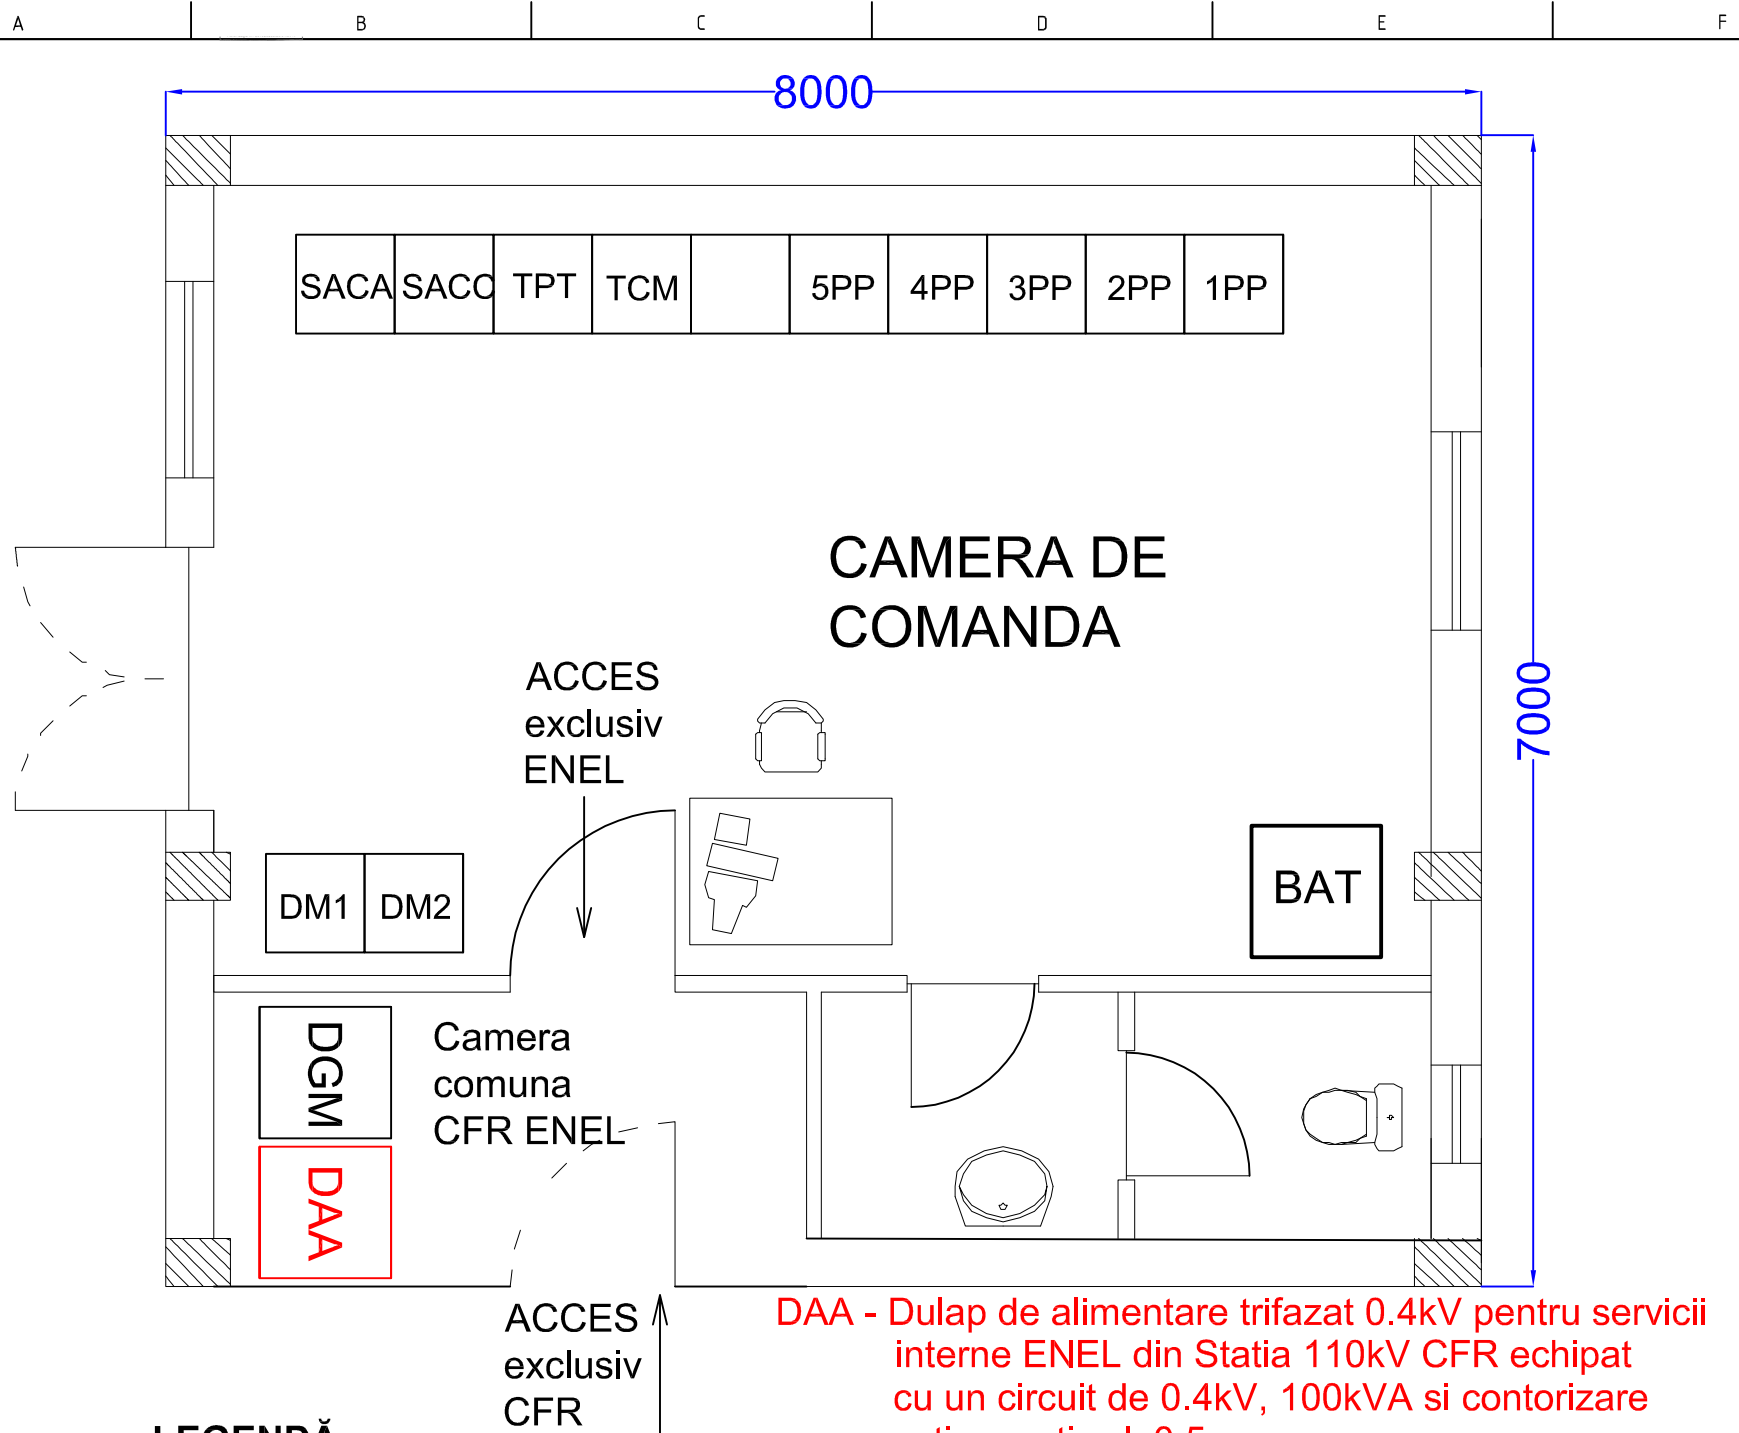 A B C D E F
8000
SACA SACC TPT TCM 5PP 4PP 3PP 2PP 1PP
CAMERA DE
COMANDA
7000
ACCES
exclusiv
ENEL
DM1 DM2
BAT
DGM
Camera
comuna
CFR ENEL
DAA
ACCES
exclusiv
CFR
DAA - Dulap de alimentare trifazat 0.4kV pentru servicii
interne ENEL din Statia 110kV CFR echipat
cu un circuit de 0.4kV, 100kVA si contorizare
LEGENDĂ